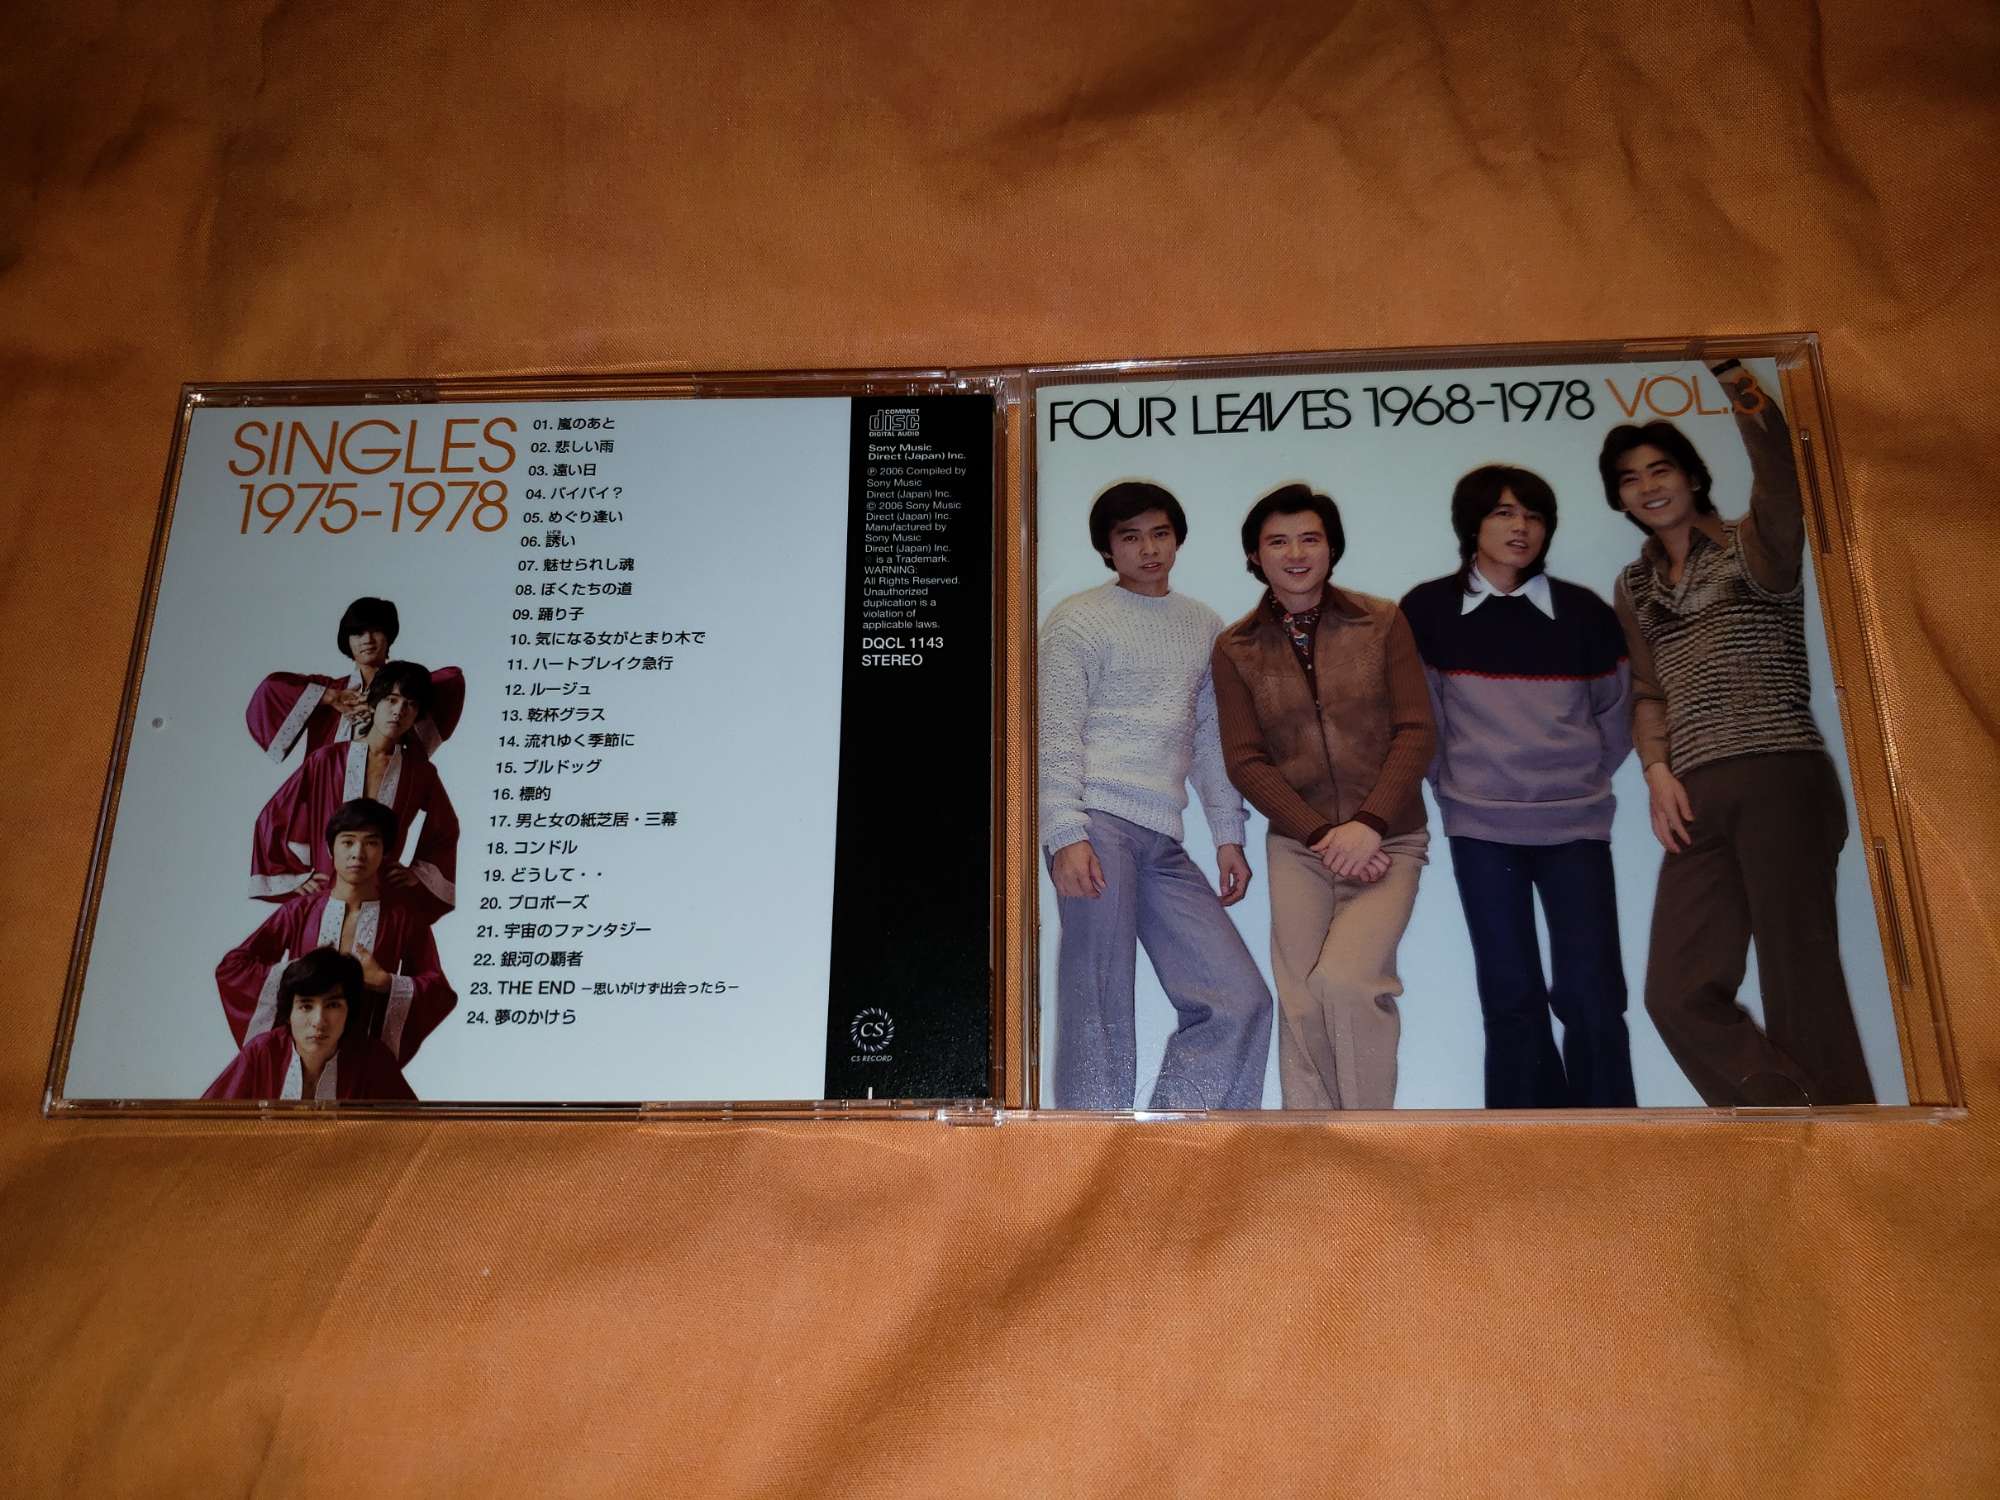 SINGLES
1975-1978
01. 嵐のあと
02. 悲しい雨
03. 遠い日
04. バイバイ？
05. めぐり逢い
06. 誘い
07. 魅せられし魂
08. ぼくたちの道
09. 踊り子
10. 気になる女がとまり木で
11. ハートブレイク急行
12. ルージュ
13. 乾杯グラス
14. 流れゆく季節に
15. ブルドッグ
16. 標的
17. 男と女の紙芝居・三幕
18. コンドル
19. どうして・・
20. プロポーズ
21. 宇宙のファンタジー
22. 銀河の覇者
23. THE END －思いがけず出会ったら－
24. 夢のかけら
COMPACT
disc
DIGITAL AUDIO
Sony Music
Direct (Japan) Inc.
℗ 2006 Compiled by
Sony Music
Direct (Japan) Inc.
© 2006 Sony Music
Direct (Japan) Inc.
Manufactured by
Sony Music
Direct (Japan) Inc.
is a Trademark.
WARNING:
All Rights Reserved.
Unauthorized
duplication is a
violation of
applicable laws.
DQCL 1143
STEREO
CS
CS RECORD
FOUR LEAVES 1968-1978 VOL.3